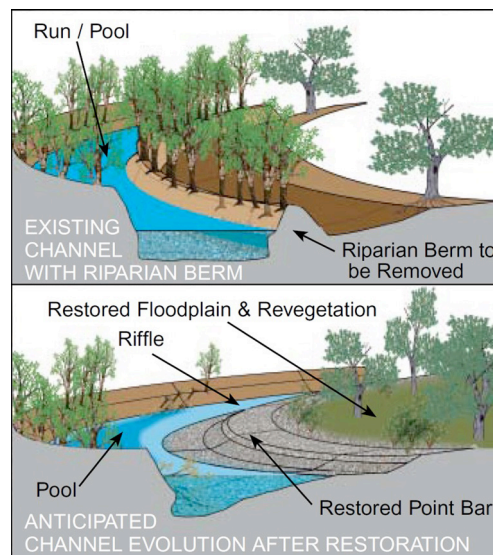 Run / Pool
EXISTING
CHANNEL
WITH RIPARIAN BERM
Riparian Berm to
be Removed
Restored Floodplain & Revegetation
Riffle
Pool
Restored Point Bar
ANTICIPATED
CHANNEL EVOLUTION AFTER RESTORATION